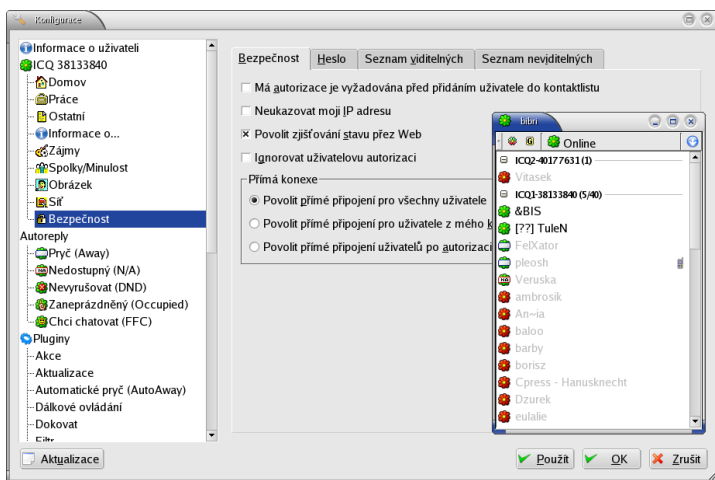 Konfigurace
Informace o uživateli
ICQ 38133840
Domov
Práce
Ostatní
Informace o...
Zájmy
Spolky/Minulost
Obrázek
Síť
Bezpečnost
Autoreply
Pryč (Away)
Nedostupný (N/A)
Nevyrušovat (DND)
Zaneprázdněný (Occupied)
Chci chatovat (FFC)
Pluginy
Akce
Aktualizace
Automatické pryč (AutoAway)
Dálkové ovládání
Dokovat
Filtr
Bezpečnost
Heslo
Seznam viditelných
Seznam neviditelných
Má autorizace je vyžadována před přidáním uživatele do kontaktlistu
Neukazovat moji IP adresu
Povolit zjišťování stavu přez Web
Ignorovat uživatelovu autorizaci
Přímá konexe
Povolit přímé připojení pro všechny uživatele
Povolit přímé připojení pro uživatele z mého k
Povolit přímé připojení uživatelů po autorizaci
bibri
Online
ICQ2-40177631 (1)
Vitasek
ICQ1-38133840 (5/40)
&BIS
[??] TuleN
FelXator
pleosh
NA
Veruska
ambrosik
An~ia
baloo
barby
borisz
Cpress - Hanusknecht
Dzurek
eulalie
Aktualizace
Použít
OK
Zrušit